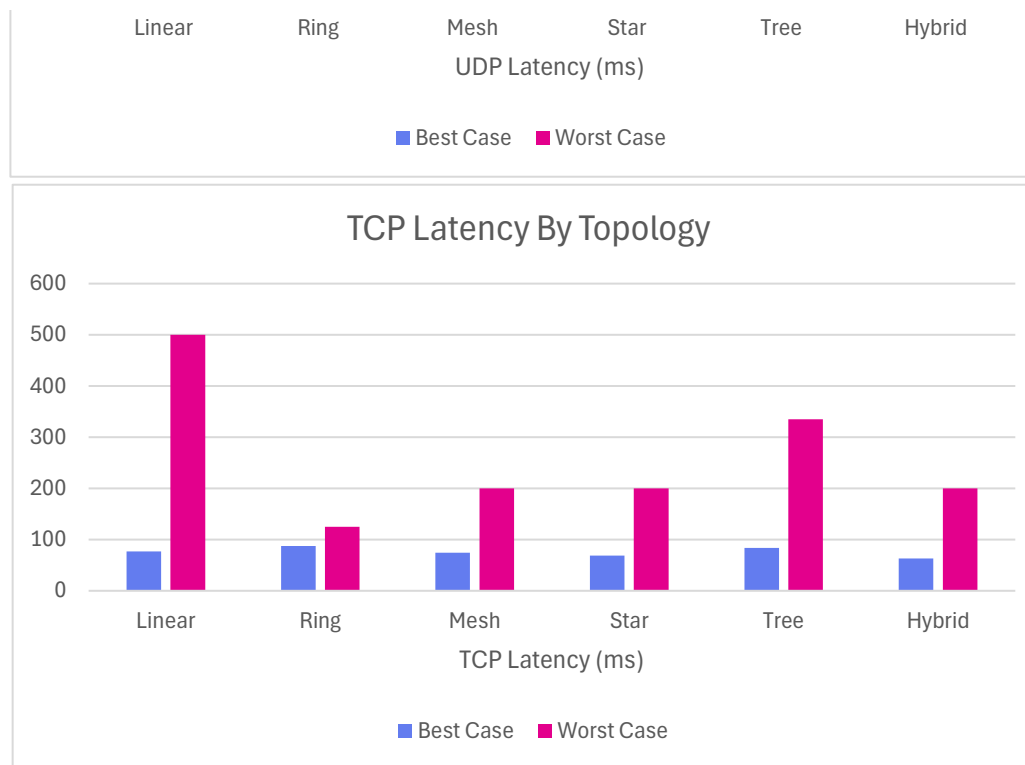 Linear Ring Mesh Star Tree Hybrid
UDP Latency (ms)
Best Case Worst Case
TCP Latency By Topology
600
500
400
300
200
100
0
Linear Ring Mesh Star Tree Hybrid
TCP Latency (ms)
Best Case Worst Case